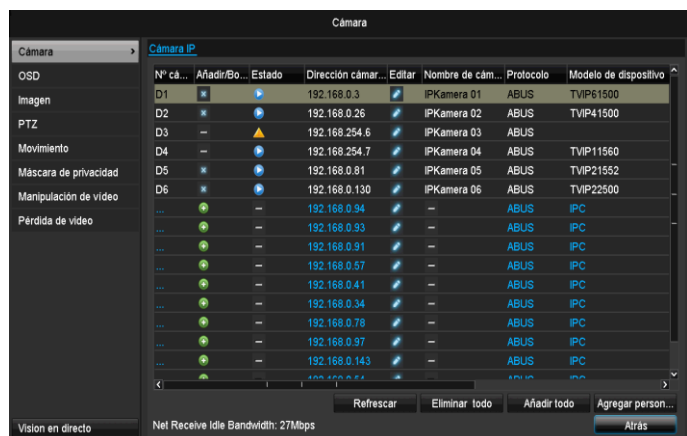 Cámara
Cámara
OSD
Imagen
PTZ
Movimiento
Máscara de privacidad
Manipulación de vídeo
Pérdida de video
Visíon en directo
Cámara IP
Nº cá... Añadir/Bo... Estado Dirección cámar... Editar Nombre de cám... Protocolo Modelo de dispositivo
D1 192.168.0.3 IPKamera 01 ABUS TVIP61500
D2 192.168.0.26 IPKamera 02 ABUS TVIP41500
D3 – 192.168.254.6 IPKamera 03 ABUS
D4 – 192.168.254.7 IPKamera 04 ABUS TVIP11560
D5 192.168.0.81 IPKamera 05 ABUS TVIP21552
D6 192.168.0.130 IPKamera 06 ABUS TVIP22500
... – 192.168.0.94 – ABUS IPC
... – 192.168.0.93 – ABUS IPC
... – 192.168.0.91 – ABUS IPC
... – 192.168.0.57 – ABUS IPC
... – 192.168.0.41 – ABUS IPC
... – 192.168.0.34 – ABUS IPC
... – 192.168.0.78 – ABUS IPC
... – 192.168.0.97 – ABUS IPC
... – 192.168.0.143 – ABUS IPC
Refrescar Eliminar todo Añadir todo Agregar person...
Net Receive Idle Bandwidth: 27Mbps
Atrás